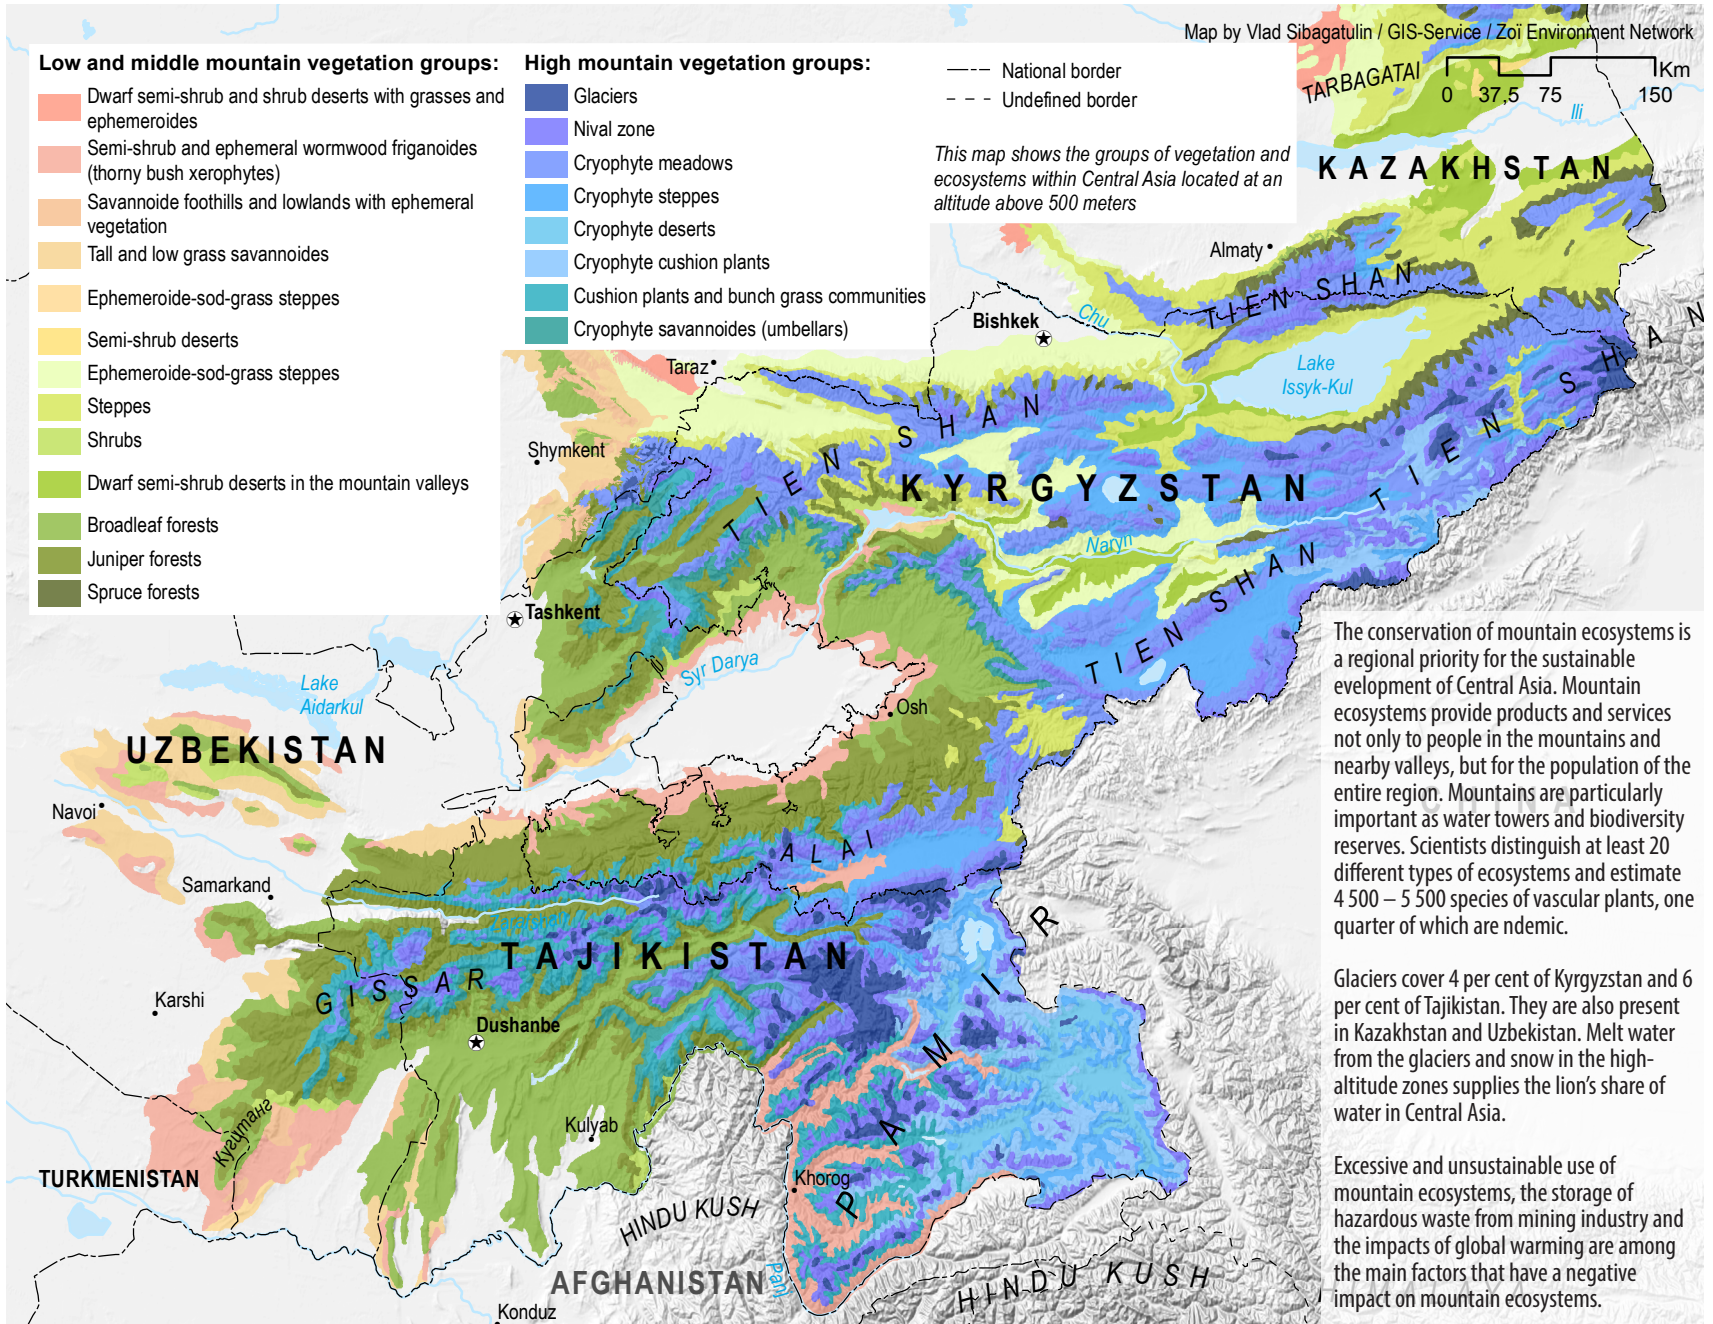 Map by Vlad Sibagatulin / GIS-Service / Zoï Environment Network
Low and middle mountain vegetation groups:
Dwarf semi-shrub and shrub deserts with grasses and
ephemeroides
Semi-shrub and ephemeral wormwood friganoides
(thorny bush xerophytes)
Savannoide foothills and lowlands with ephemeral
vegetation
Tall and low grass savannoides
Ephemeroide-sod-grass steppes
Semi-shrub deserts
Ephemeroide-sod-grass steppes
Steppes
Shrubs
Dwarf semi-shrub deserts in the mountain valleys
Broadleaf forests
Juniper forests
Spruce forests
High mountain vegetation groups:
Glaciers
Nival zone
Cryophyte meadows
Cryophyte steppes
Cryophyte deserts
Cryophyte cushion plants
Cushion plants and bunch grass communities
Cryophyte savannoides (umbellars)
National border
Undefined border
This map shows the groups of vegetation and
ecosystems within Central Asia located at an
altitude above 500 meters
Km
0 37,5 75 150
TARBAGATAI
Ili
KAZAKHSTAN
Almaty
TIEN SHAN
Chu
Bishkek
Lake
Issyk-Kul
Taraz
TIEN SHAN
TIEN SHAN
Shymkent
KYRGYZSTAN
Naryn
TIEN SHAN
Tashkent
Syr Darya
Lake
Aidarkul
Osh
UZBEKISTAN
Navoi
CHINA
ALAI
Samarkand
Zarafshan
TAJIKISTAN
GISSAR
Karshi
Dushanbe
PAMIR
Kulyab
Кугитанг
TURKMENISTAN
Khorog
HINDU KUSH
AFGHANISTAN
Panj
HINDU KUSH
Konduz
The conservation of mountain ecosystems is
a regional priority for the sustainable
evelopment of Central Asia. Mountain
ecosystems provide products and services
not only to people in the mountains and
nearby valleys, but for the population of the
entire region. Mountains are particularly
important as water towers and biodiversity
reserves. Scientists distinguish at least 20
different types of ecosystems and estimate
4 500 – 5 500 species of vascular plants, one
quarter of which are ndemic.
Glaciers cover 4 per cent of Kyrgyzstan and 6
per cent of Tajikistan. They are also present
in Kazakhstan and Uzbekistan. Melt water
from the glaciers and snow in the high-
altitude zones supplies the lion's share of
water in Central Asia.
Excessive and unsustainable use of
mountain ecosystems, the storage of
hazardous waste from mining industry and
the impacts of global warming are among
the main factors that have a negative
impact on mountain ecosystems.